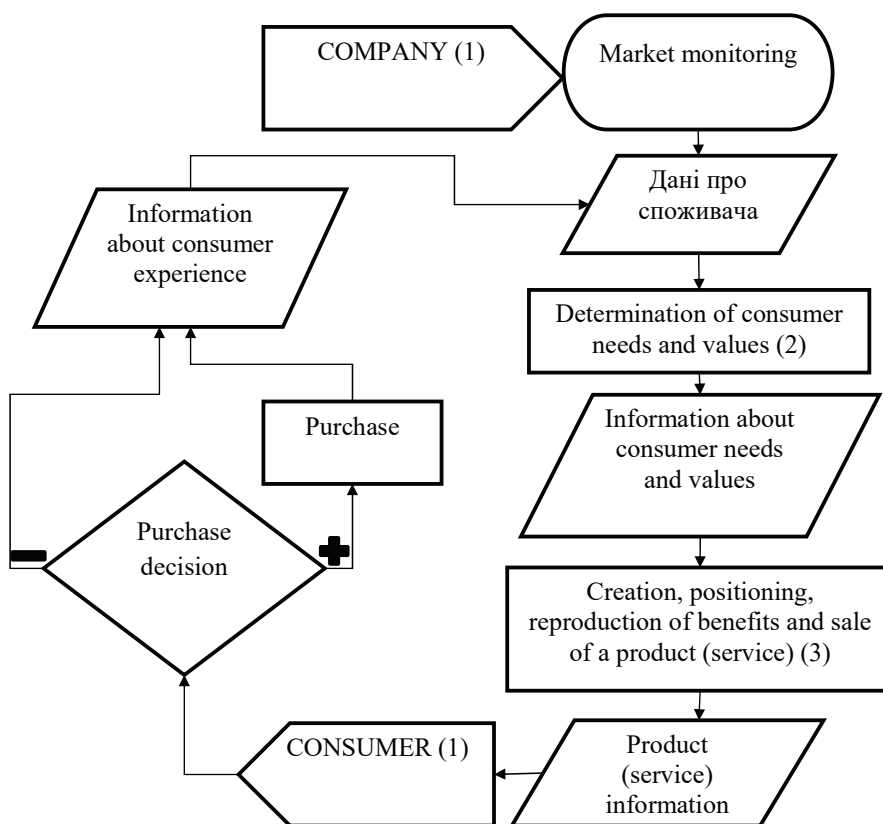 COMPANY (1)
Market monitoring
Дані про
споживача
Determination of consumer
needs and values (2)
Information about
consumer needs
and values
Creation, positioning,
reproduction of benefits and sale
of a product (service) (3)
Product
(service)
information
CONSUMER (1)
Purchase
decision
Purchase
Information
about consumer
experience